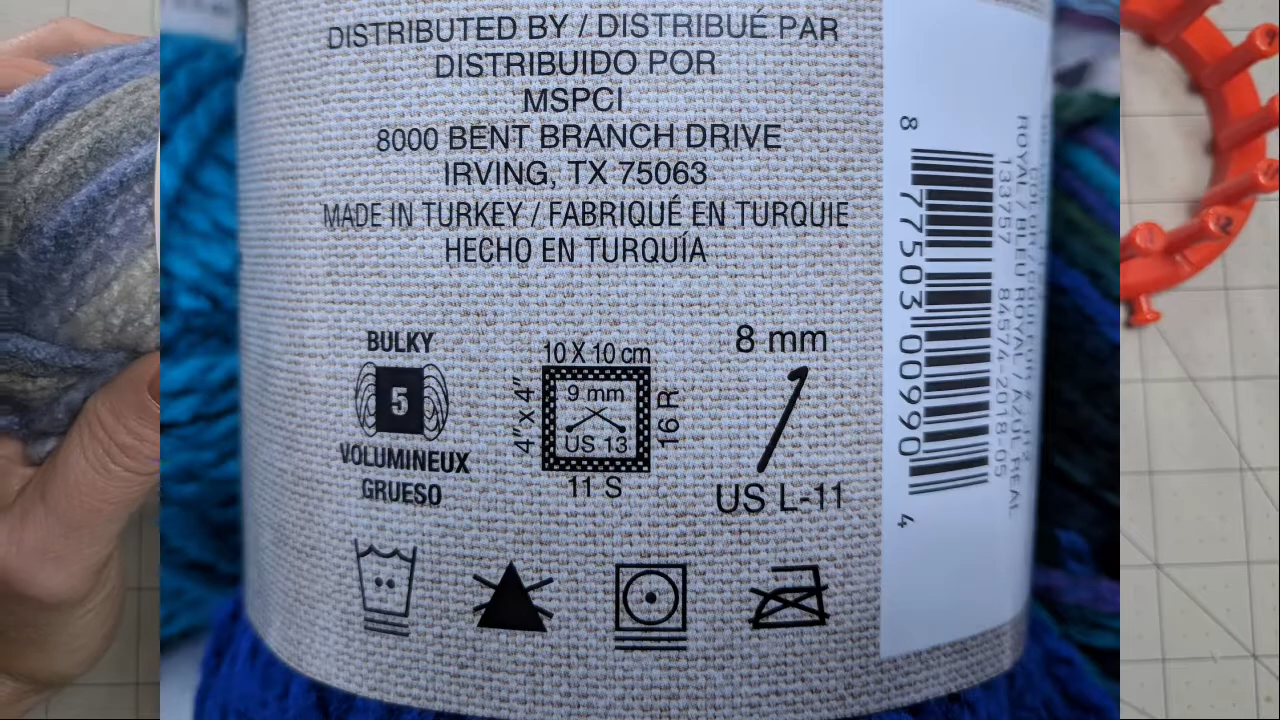 DISTRIBUTED BY / DISTRIBUÉ PAR
DISTRIBUIDO POR
MSPCI
8000 BENT BRANCH DRIVE
IRVING, TX 75063
MADE IN TURKEY / FABRIQUÉ EN TURQUIE
HECHO EN TURQUÍA
BULKY
5
VOLUMINEUX
GRUESO
10 X 10 cm
4" x 4"
9 mm
US 13
16 R
11 S
8 mm
US L-11
ROYAL / BLEU ROYAL / AZUL REAL
133757 84574-2018-05
8 77503 00990 4